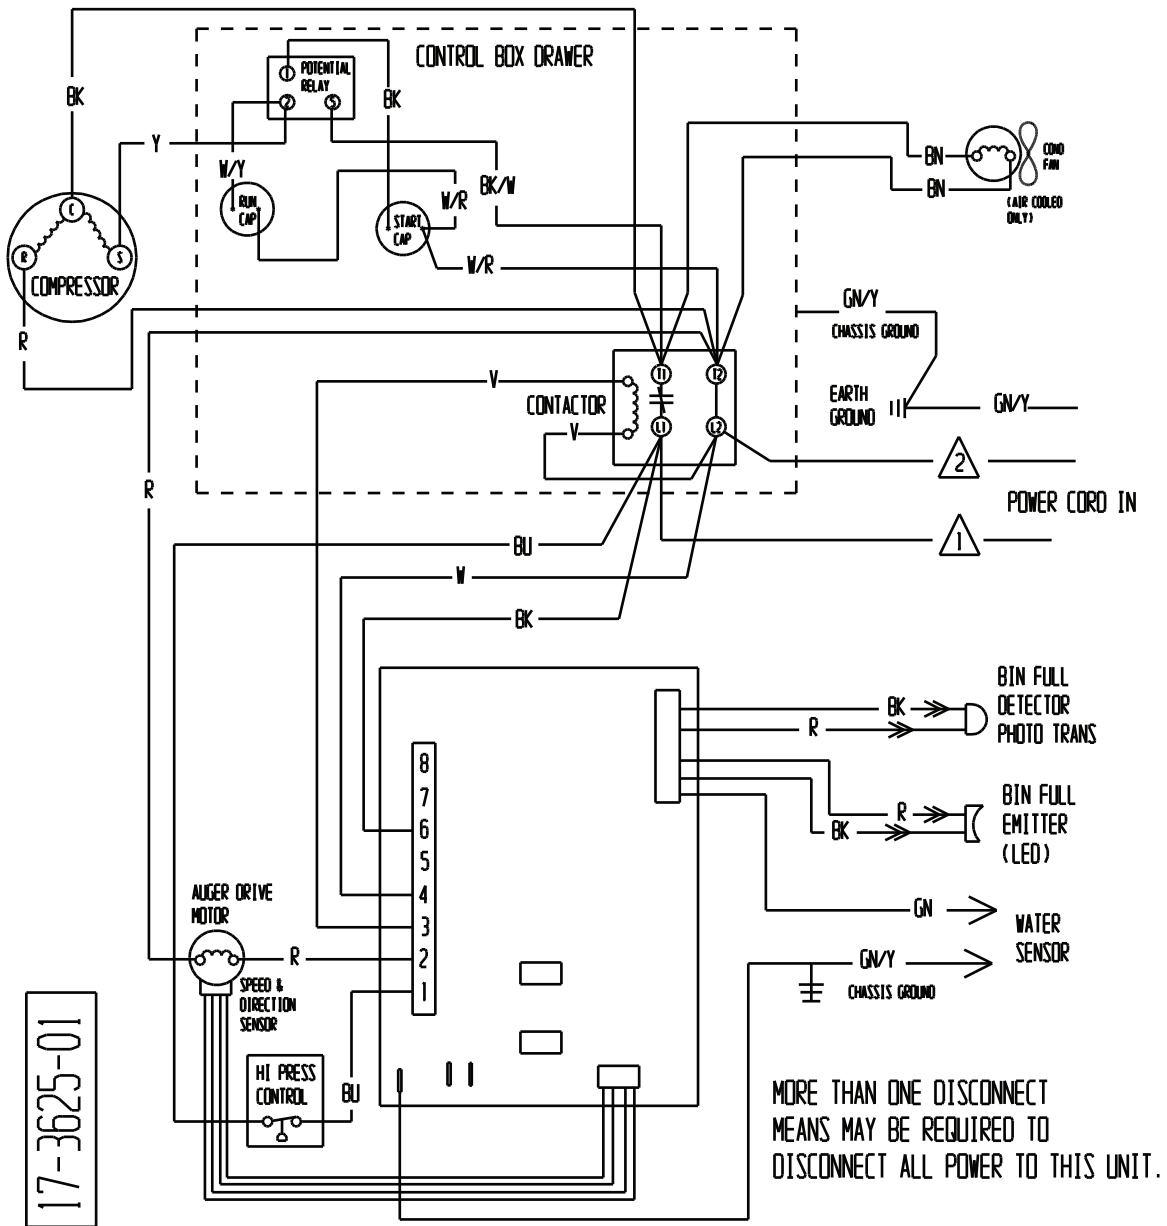 CONTROL BOX DRAWER
1
POTENTIAL
RELAY
2
5
BK
BK
Y
W/Y
BK/W
W/R
RUN
CAP
START
CAP
W/R
BN
BN
COND
FAN
(AIR COOLED
ONLY)
C
R
S
COMPRESSOR
R
GN/Y
CHASSIS GROUND
V
T1
T2
CONTACTOR
V
L1
L2
EARTH
GROUND
GN/Y
2
POWER CORD IN
1
R
BU
W
BK
BIN FULL
DETECTOR
PHOTO TRANS
BK
R
BIN FULL
EMITTER
(LED)
R
BK
8
7
6
5
4
3
2
1
AUGER DRIVE
MOTOR
R
SPEED &
DIRECTION
SENSOR
GN
WATER
SENSOR
GN/Y
CHASSIS GROUND
HI PRESS
CONTROL
BU
17-3625-01
MORE THAN ONE DISCONNECT
MEANS MAY BE REQUIRED TO
DISCONNECT ALL POWER TO THIS UNIT.